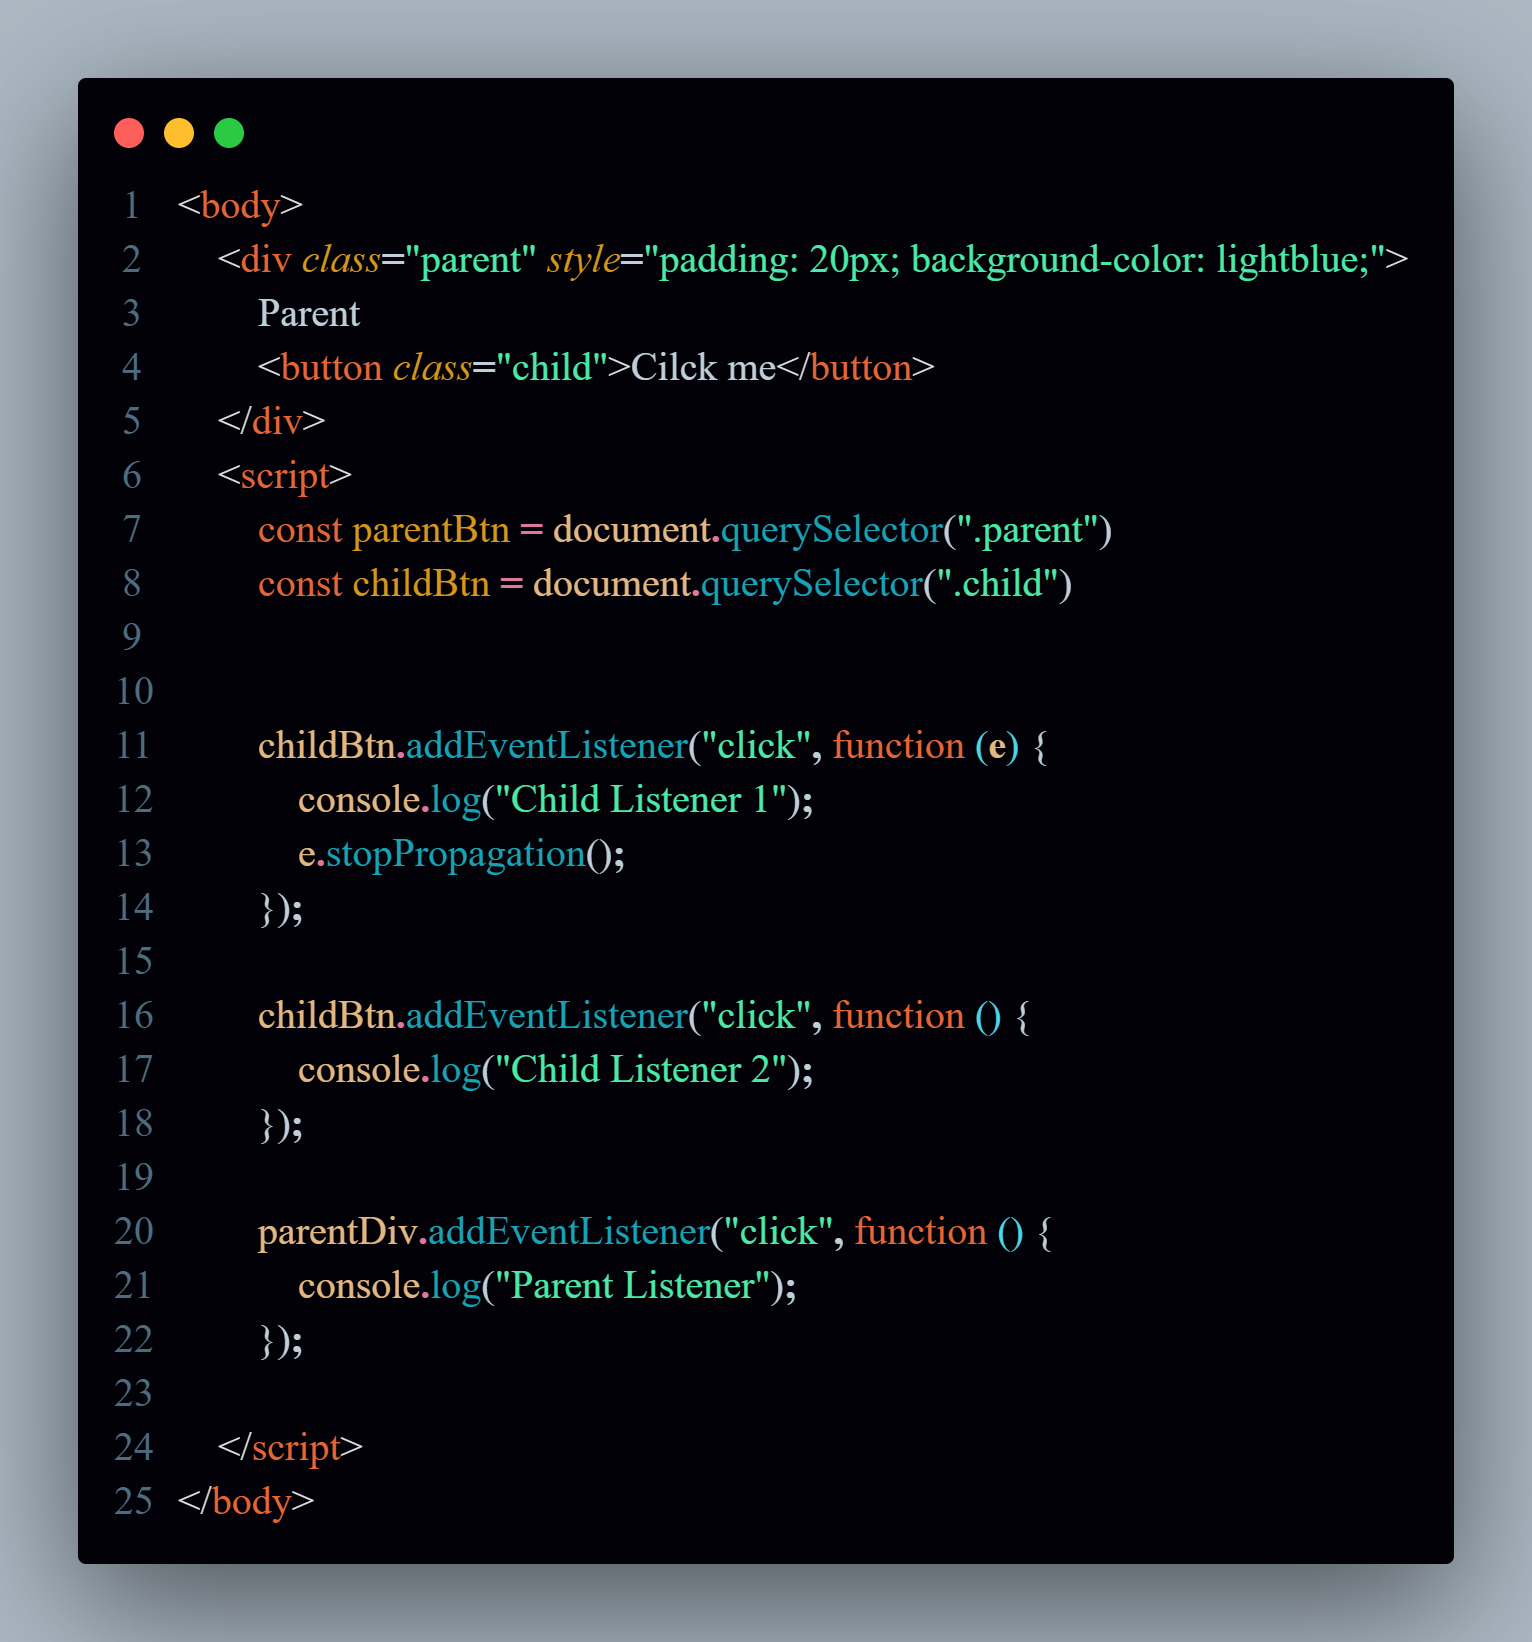 1 <body>
2     <div class="parent" style="padding: 20px; background-color: lightblue;">
3         Parent
4         <button class="child">Cilck me</button>
5     </div>
6     <script>
7         const parentBtn = document.querySelector(".parent")
8         const childBtn = document.querySelector(".child")
9
10
11         childBtn.addEventListener("click", function (e) {
12             console.log("Child Listener 1");
13             e.stopPropagation();
14         });
15
16         childBtn.addEventListener("click", function () {
17             console.log("Child Listener 2");
18         });
19
20         parentDiv.addEventListener("click", function () {
21             console.log("Parent Listener");
22         });
23
24     </script>
25 </body>